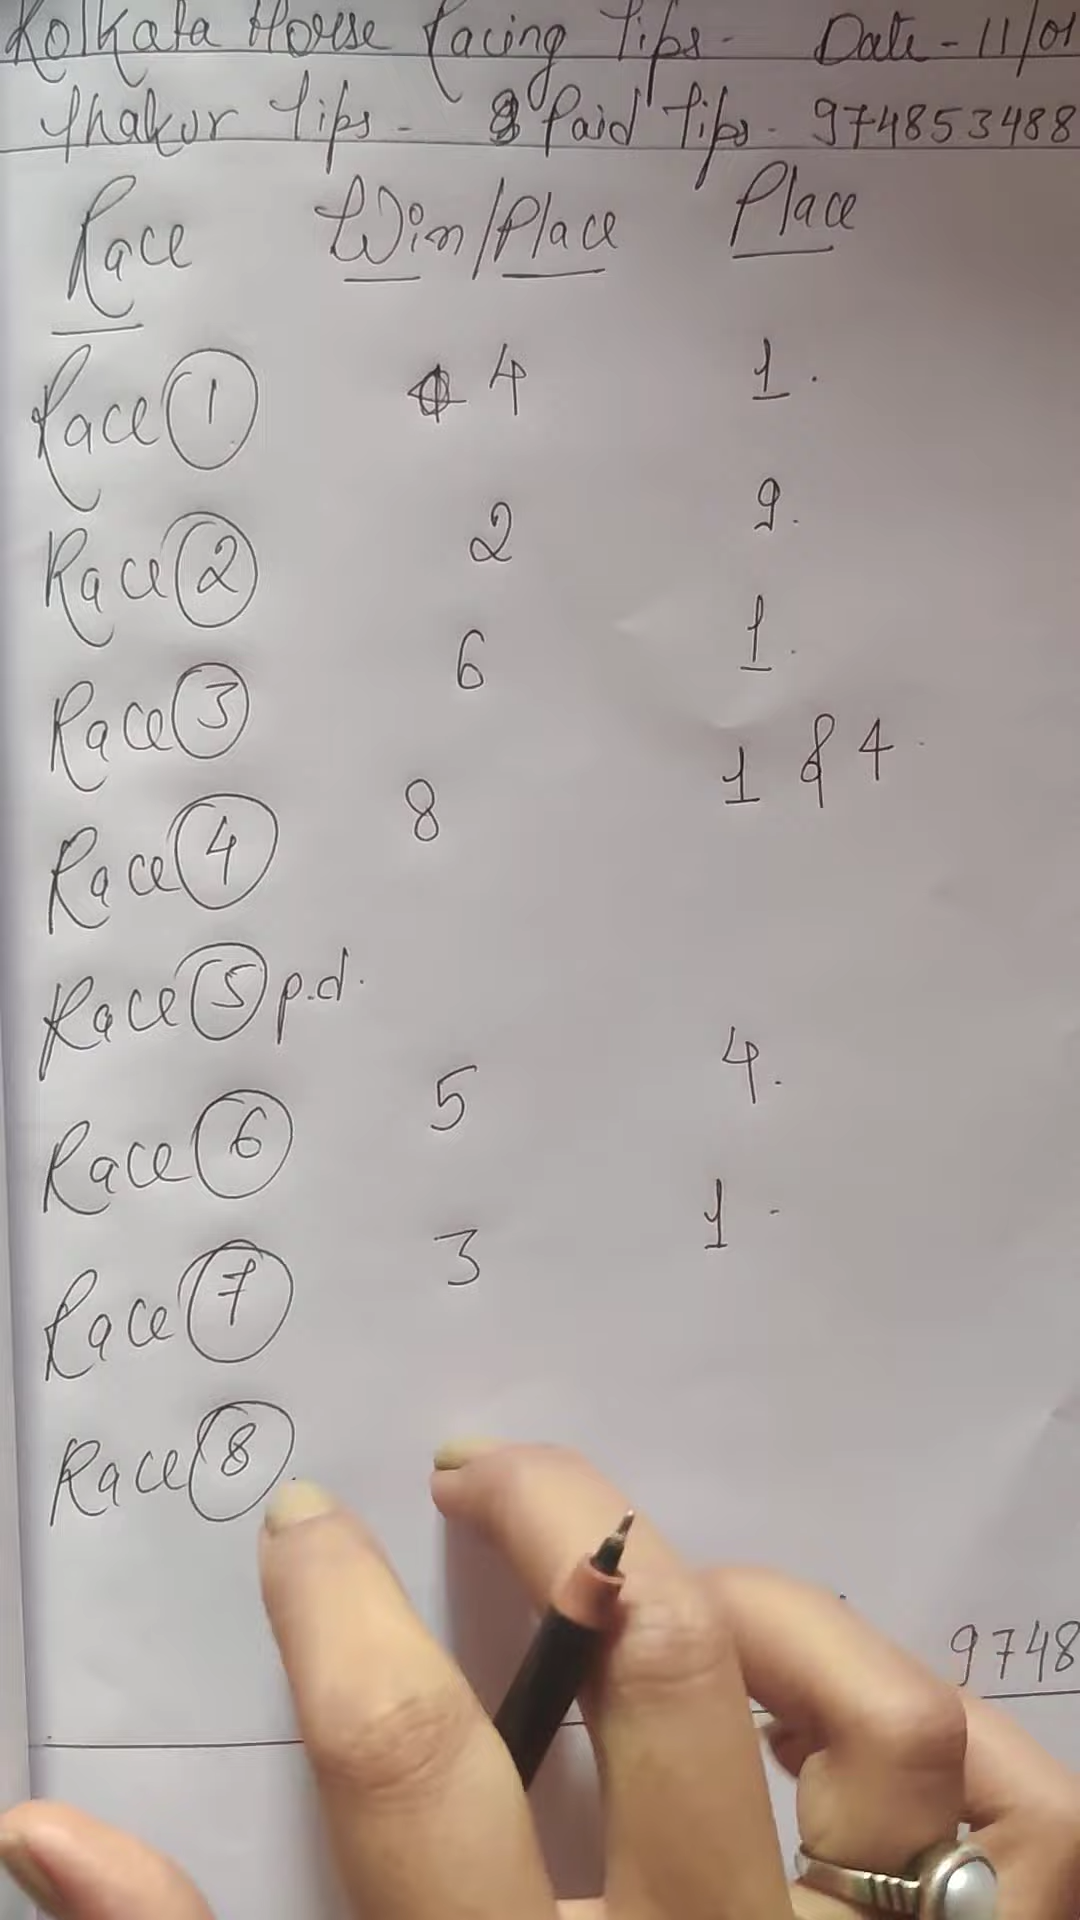 Kolkata Horse Racing Tips - Date - 11/01
Thakur Tips - & Paid Tips - 974853488
Race Win/Place Place
Race 1 4 1.
Race 2 2 9.
Race 3 6 1.
Race 4 8 1 & 4.
Race 5 p.d.
Race 6 5 4.
Race 7 3 1.
Race 8
9748